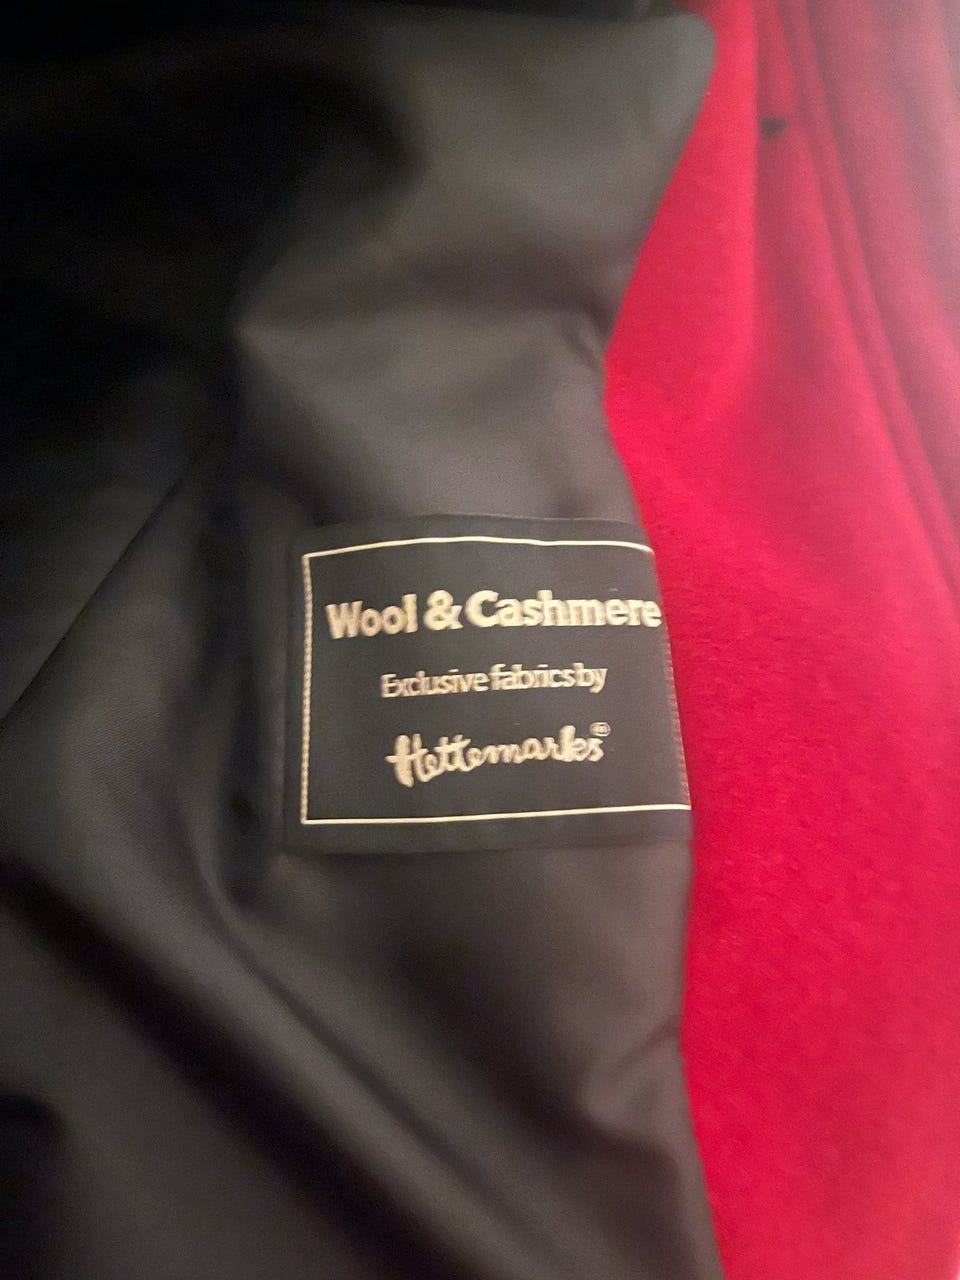 Wool & Cashmere
Exclusive fabrics by
Hettemarks®